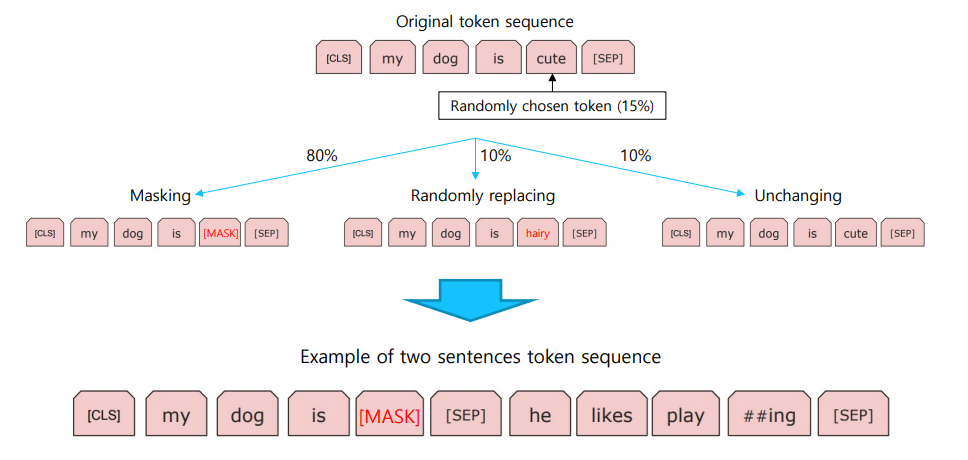 Original token sequence
[CLS] my dog is cute [SEP]
Randomly chosen token (15%)
80% 10% 10%
Masking Randomly replacing Unchanging
[CLS] my dog is [MASK] [SEP] [CLS] my dog is hairy [SEP] [CLS] my dog is cute [SEP]
Example of two sentences token sequence
[CLS] my dog is [MASK] [SEP] he likes play ##ing [SEP]